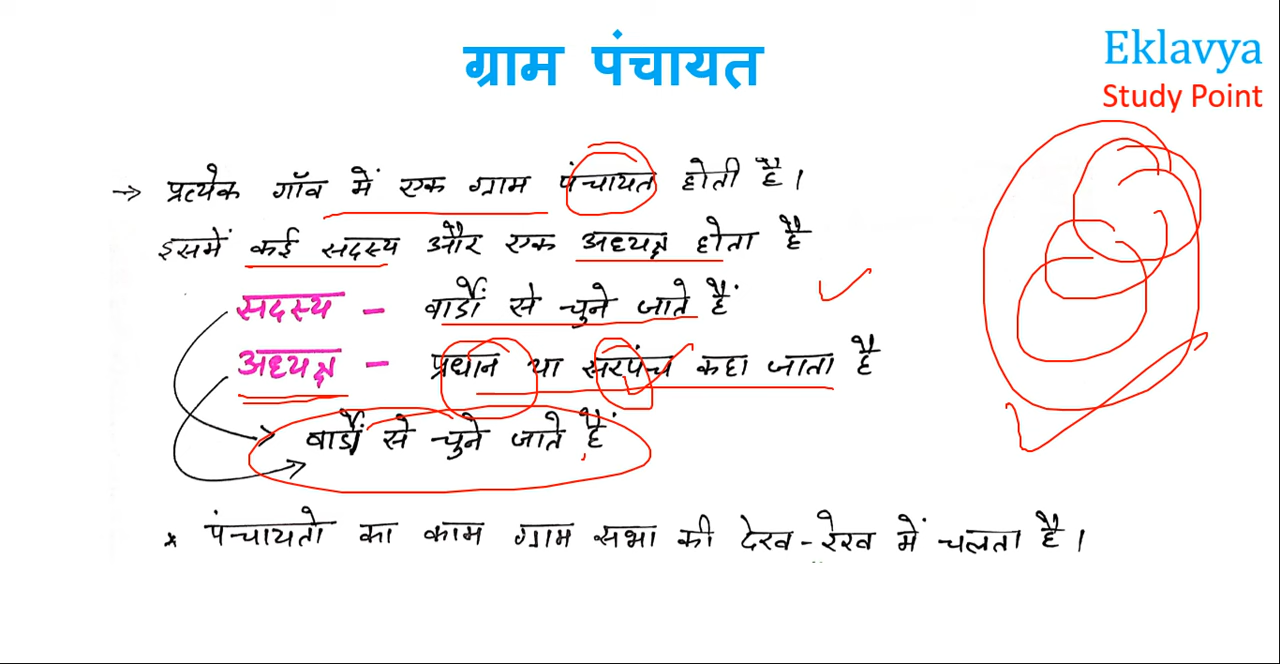 ग्राम पंचायत
Eklavya
Study Point
→ प्रत्येक गाँव में एक ग्राम पंचायत होती है।
इसमें कई सदस्य और एक अध्यक्ष होता है
सदस्य - वार्डों से चुने जाते हैं
अध्यक्ष - प्रधान या सरपंच कहा जाता है
वार्डों से चुने जाते हैं
* पंचायतो का काम ग्राम सभा की देख-रेख में चलता है।